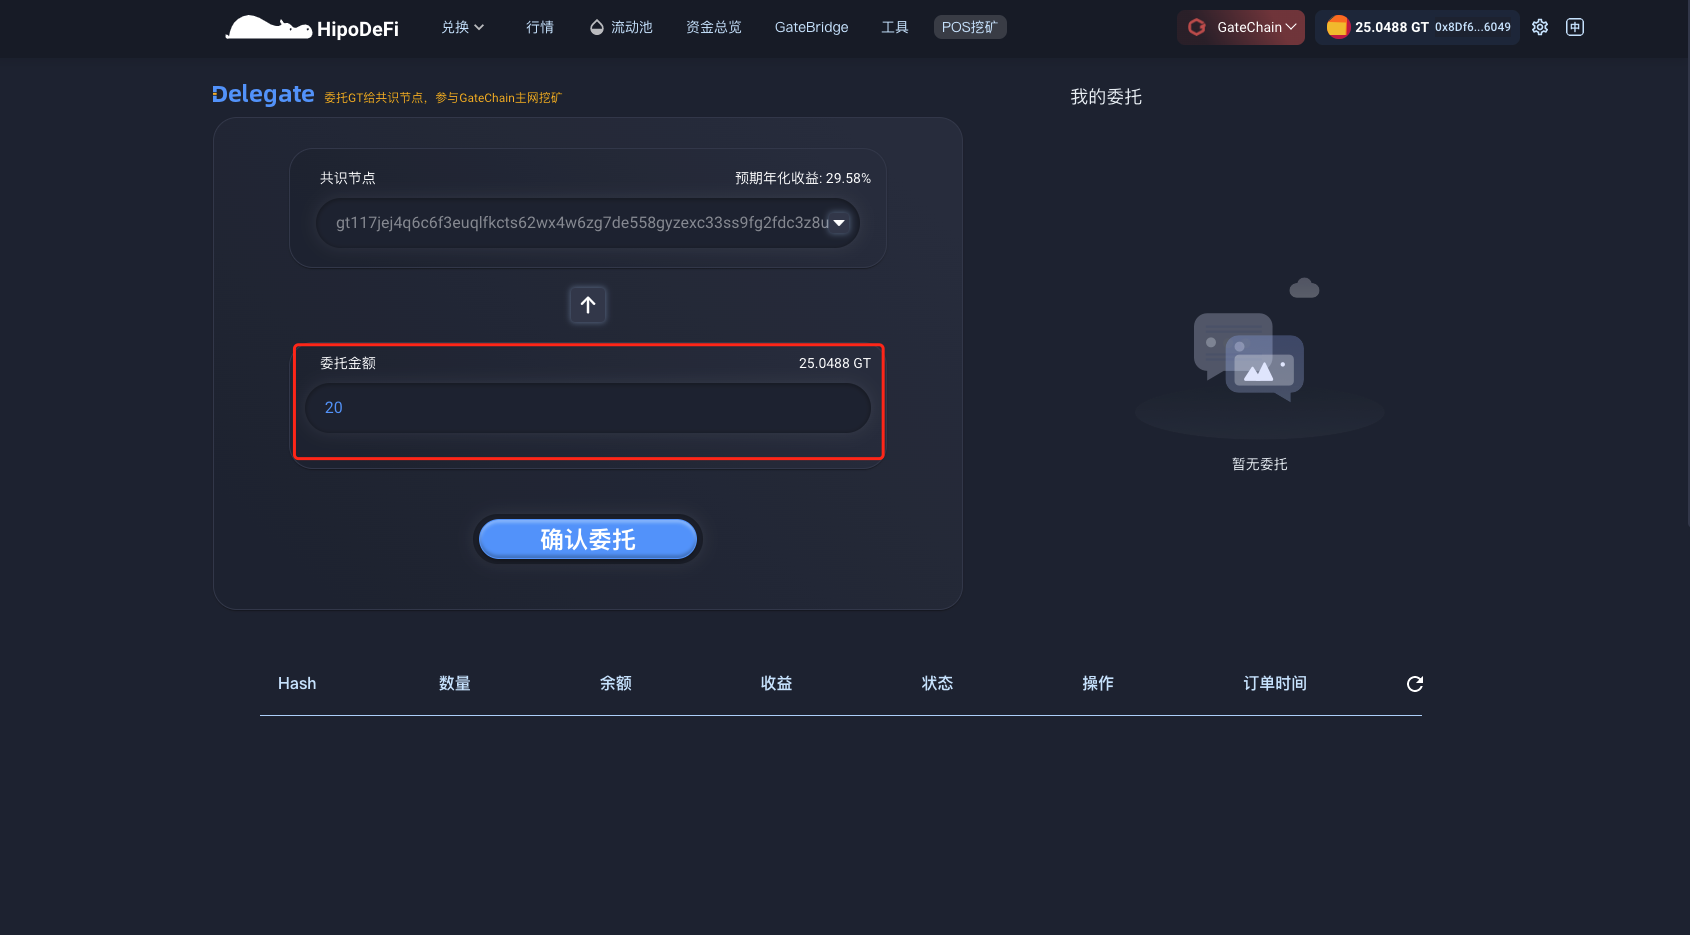 HipoDeFi 兑换 行情 流动池 资金总览 GateBridge 工具 POS挖矿 GateChain 25.0488 GT 0x8Df6...6049 中
Delegate 委托GT给共识节点，参与GateChain主网挖矿
我的委托
共识节点 预期年化收益: 29.58%
gt117jej4q6c6f3euqlfkcts62wx4w6zg7de558gyzexc33ss9fg2fdc3z8u
委托金额 25.0488 GT
20
暂无委托
确认委托
Hash 数量 余额 收益 状态 操作 订单时间